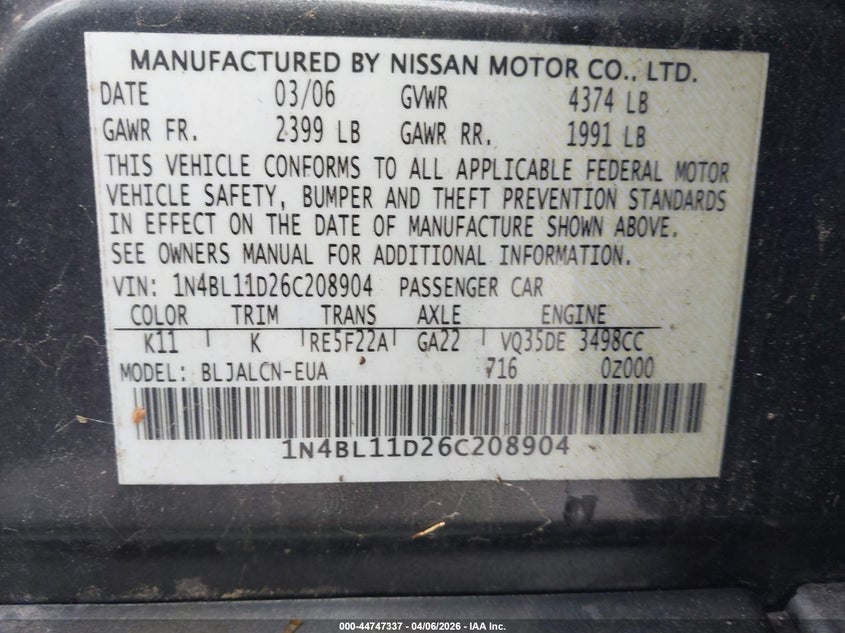 MANUFACTURED BY NISSAN MOTOR CO., LTD.
DATE 03/06 GVWR 4374 LB
GAWR FR. 2399 LB GAWR RR. 1991 LB
THIS VEHICLE CONFORMS TO ALL APPLICABLE FEDERAL MOTOR
VEHICLE SAFETY, BUMPER AND THEFT PREVENTION STANDARDS
IN EFFECT ON THE DATE OF MANUFACTURE SHOWN ABOVE.
SEE OWNERS MANUAL FOR ADDITIONAL INFORMATION.
VIN: 1N4BL11D26C208904 PASSENGER CAR
COLOR TRIM TRANS AXLE ENGINE
K11 K RE5F22A GA22 VQ35DE 3498CC
MODEL: BLJALCN-EUA 716 0Z000
1N4BL11D26C208904
000-44747337 - 04/06/2026 - IAA Inc.